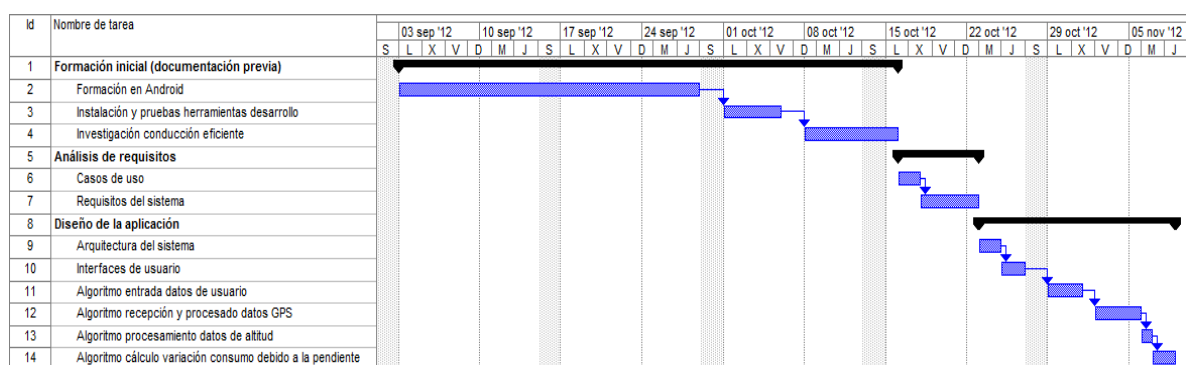 Id Nombre de tarea 03 sep '12 10 sep '12 17 sep '12 24 sep '12 01 oct '12 08 oct '12 15 oct '12 22 oct '12 29 oct '12 05 nov '12
S L X V D M J S L X V D M J S L X V D M J S L X V D M J S L X V D M J
1 Formación inicial (documentación previa)
2 Formación en Android
3 Instalación y pruebas herramientas desarrollo
4 Investigación conducción eficiente
5 Análisis de requisitos
6 Casos de uso
7 Requisitos del sistema
8 Diseño de la aplicación
9 Arquitectura del sistema
10 Interfaces de usuario
11 Algoritmo entrada datos de usuario
12 Algoritmo recepción y procesado datos GPS
13 Algoritmo procesamiento datos de altitud
14 Algoritmo cálculo variación consumo debido a la pendiente